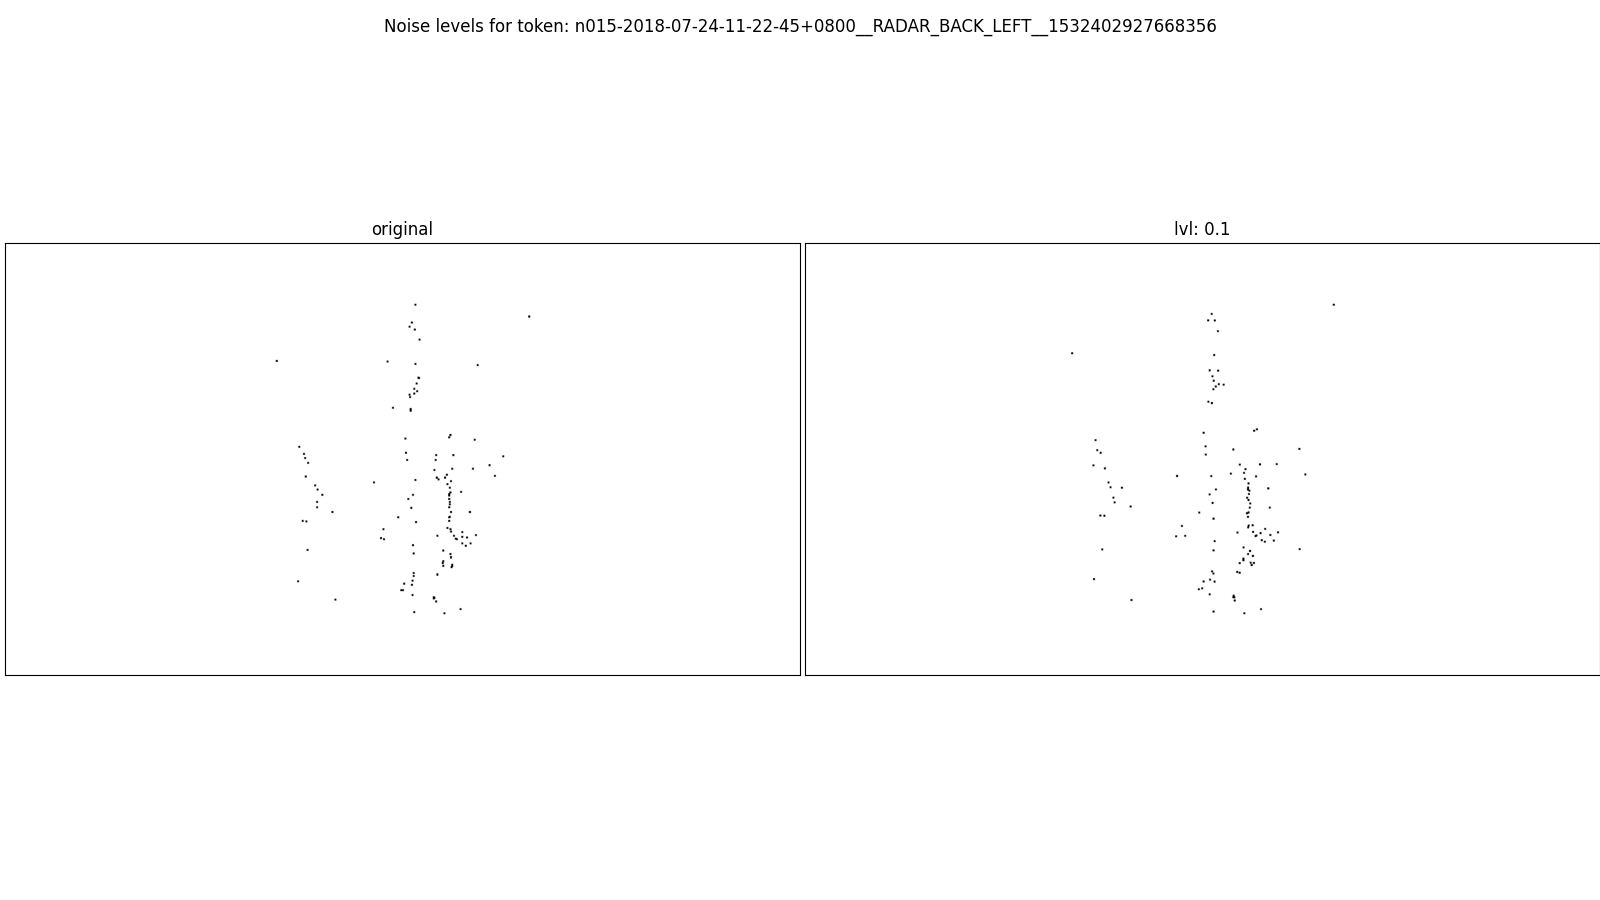 Noise levels for token: n015-2018-07-24-11-22-45+0800__RADAR_BACK_LEFT__1532402927668356
original
lvl: 0.1